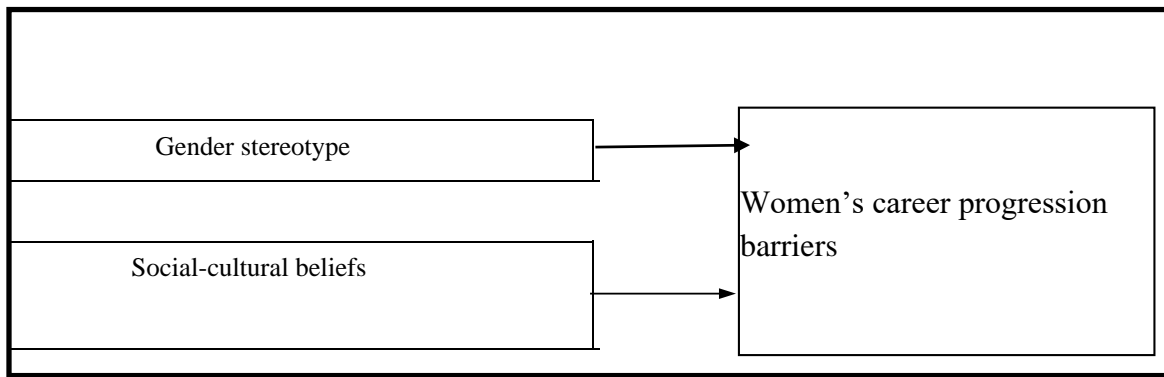 Gender stereotype
Social-cultural beliefs
Women’s career progression
barriers